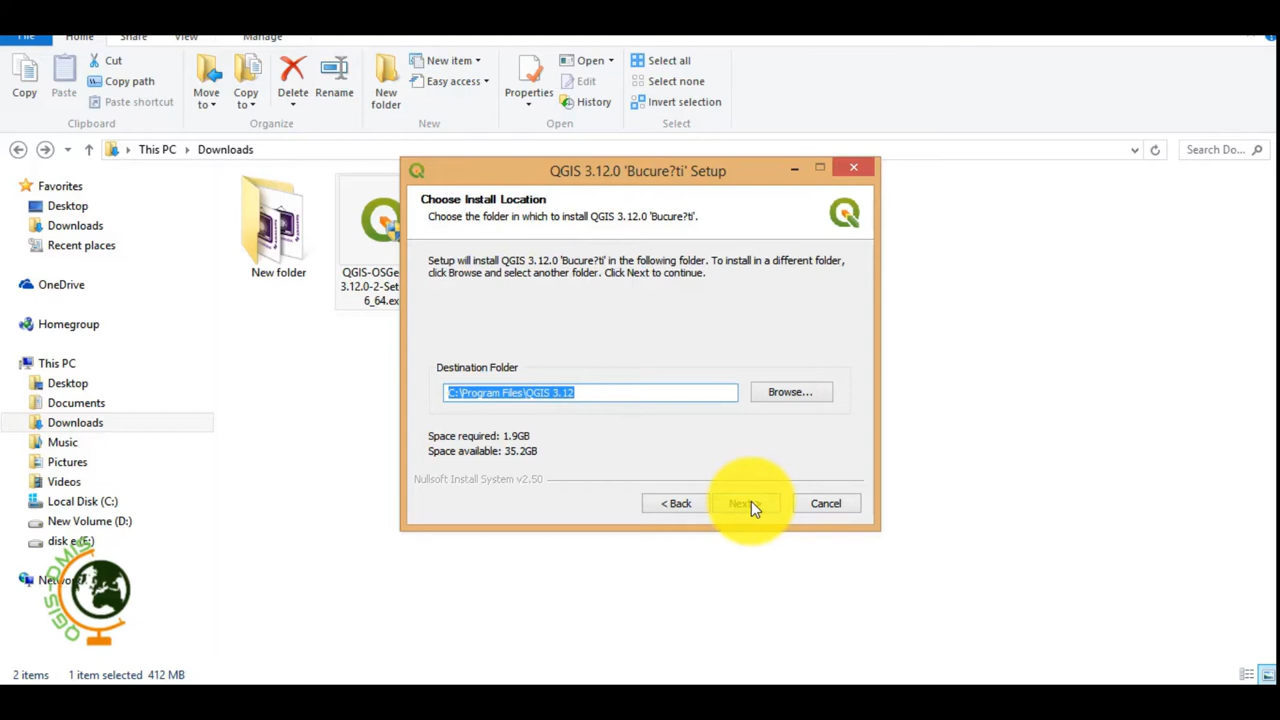 File Home Share View Manage
Copy
Paste
Cut
Copy path
Paste shortcut
Clipboard
Move to
Copy to
Delete
Rename
Organize
New folder
New item
Easy access
New
Properties
Open
Edit
History
Open
Select all
Select none
Invert selection
Select
This PC Downloads
Search Do...
Favorites
Desktop
Downloads
Recent places
OneDrive
Homegroup
This PC
Desktop
Documents
Downloads
Music
Pictures
Videos
Local Disk (C:)
New Volume (D:)
disk e (E:)
QGIS-DMIS
New folder
QGIS-OSGe
3.12.0-2-Set
6_64.ex
QGIS 3.12.0 'Bucure?ti' Setup
Choose Install Location
Choose the folder in which to install QGIS 3.12.0 'Bucure?ti'.
Setup will install QGIS 3.12.0 'Bucure?ti' in the following folder. To install in a different folder,
click Browse and select another folder. Click Next to continue.
Destination Folder
C:\Program Files\QGIS 3.12
Browse...
Space required: 1.9GB
Space available: 35.2GB
Nullsoft Install System v2.50
< Back
Next >
Cancel
2 items 1 item selected 412 MB